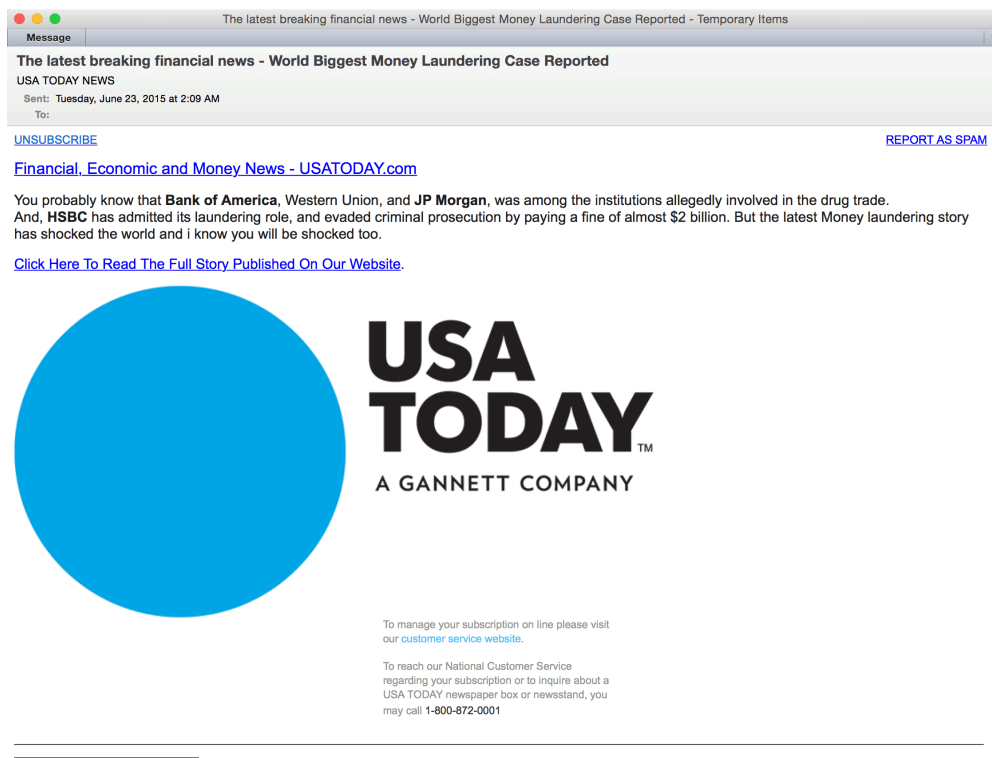 The latest breaking financial news - World Biggest Money Laundering Case Reported - Temporary Items
Message
The latest breaking financial news - World Biggest Money Laundering Case Reported
USA TODAY NEWS
Sent: Tuesday, June 23, 2015 at 2:09 AM
To:
UNSUBSCRIBE
REPORT AS SPAM
Financial, Economic and Money News - USATODAY.com
You probably know that Bank of America, Western Union, and JP Morgan, was among the institutions allegedly involved in the drug trade.
And, HSBC has admitted its laundering role, and evaded criminal prosecution by paying a fine of almost $2 billion. But the latest Money laundering story
has shocked the world and i know you will be shocked too.
Click Here To Read The Full Story Published On Our Website.
USA
TODAY™
A GANNETT COMPANY
To manage your subscription on line please visit
our customer service website.
To reach our National Customer Service
regarding your subscription or to inquire about a
USA TODAY newspaper box or newsstand, you
may call 1-800-872-0001